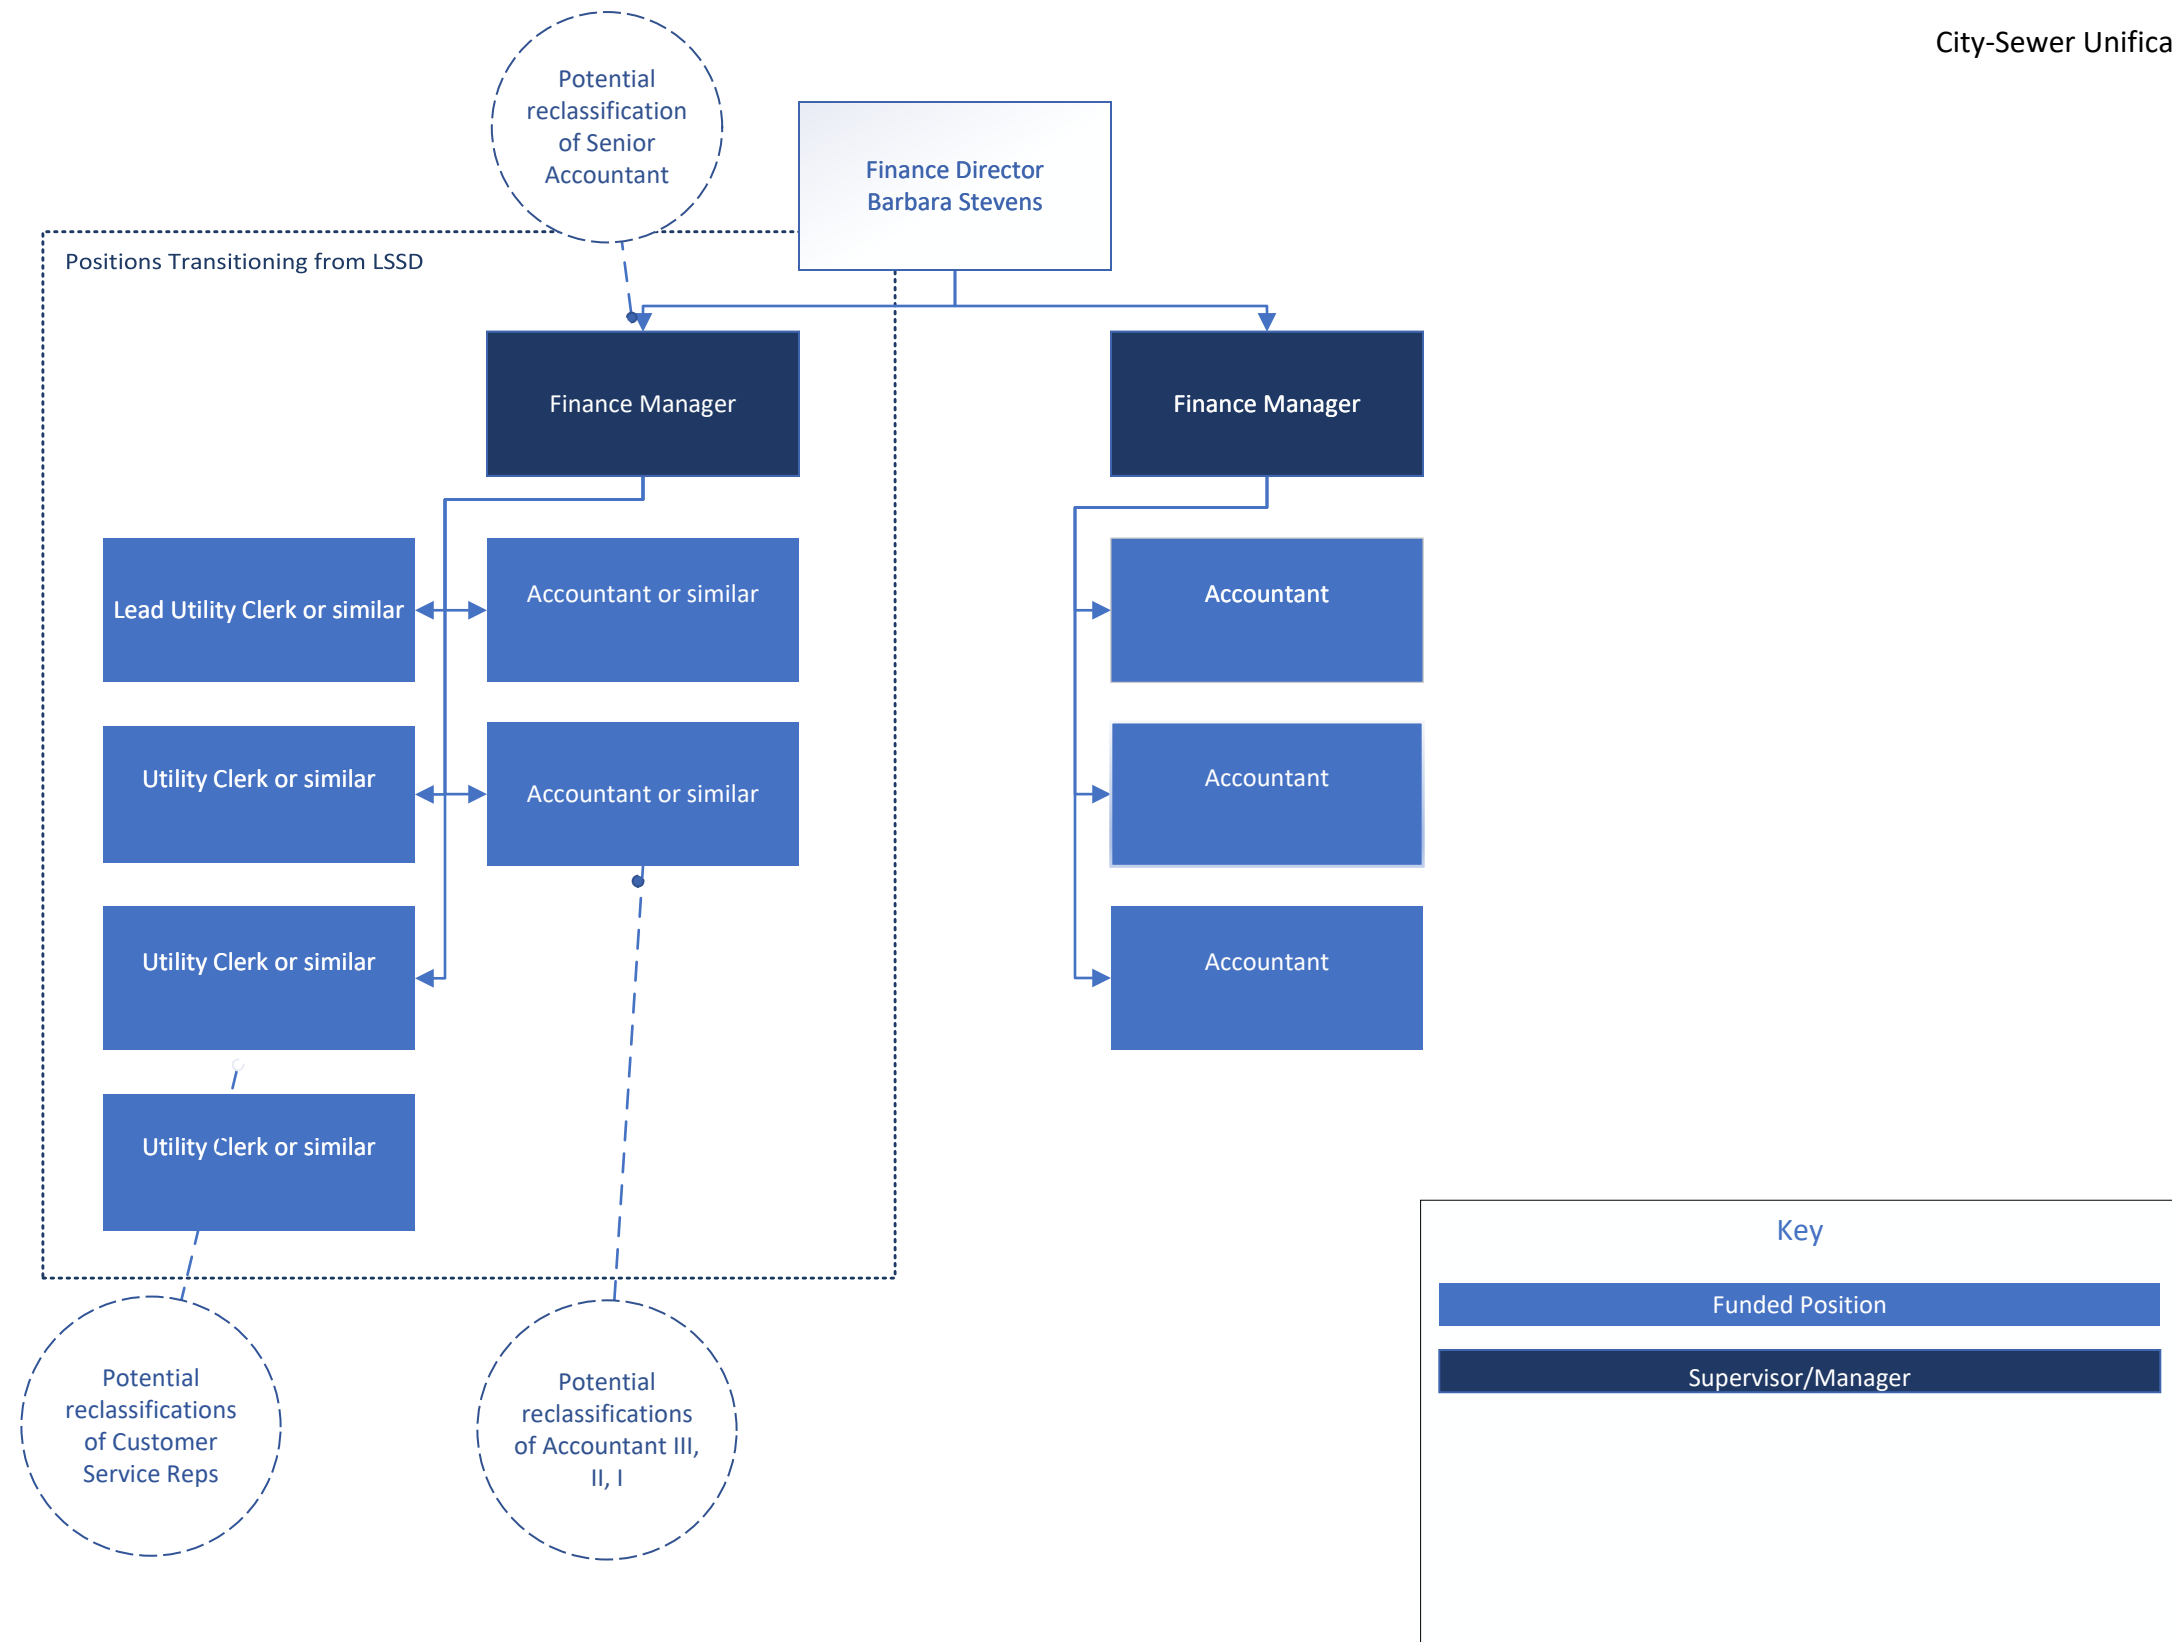 City-Sewer Unifica
Potential
reclassification
of Senior
Accountant
Finance Director
Barbara Stevens
Positions Transitioning from LSSD
Finance Manager
Finance Manager
Lead Utility Clerk or similar
Accountant or similar
Accountant
Utility Clerk or similar
Accountant or similar
Accountant
Utility Clerk or similar
Accountant
Utility Clerk or similar
Potential
reclassifications
of Customer
Service Reps
Potential
reclassifications
of Accountant III,
II, I
Key
Funded Position
Supervisor/Manager